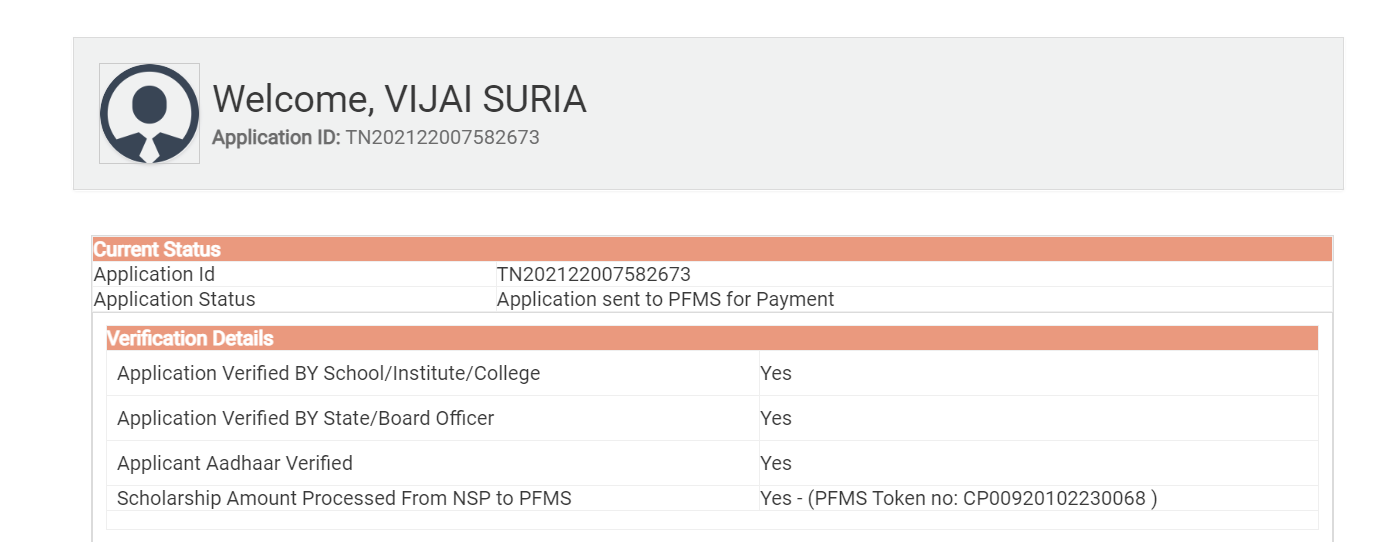 Welcome, VIJAI SURIA
Application ID: TN202122007582673
Current Status
Application Id TN202122007582673
Application Status Application sent to PFMS for Payment
Verification Details
Application Verified BY School/Institute/College Yes
Application Verified BY State/Board Officer Yes
Applicant Aadhaar Verified Yes
Scholarship Amount Processed From NSP to PFMS Yes - (PFMS Token no: CP00920102230068 )